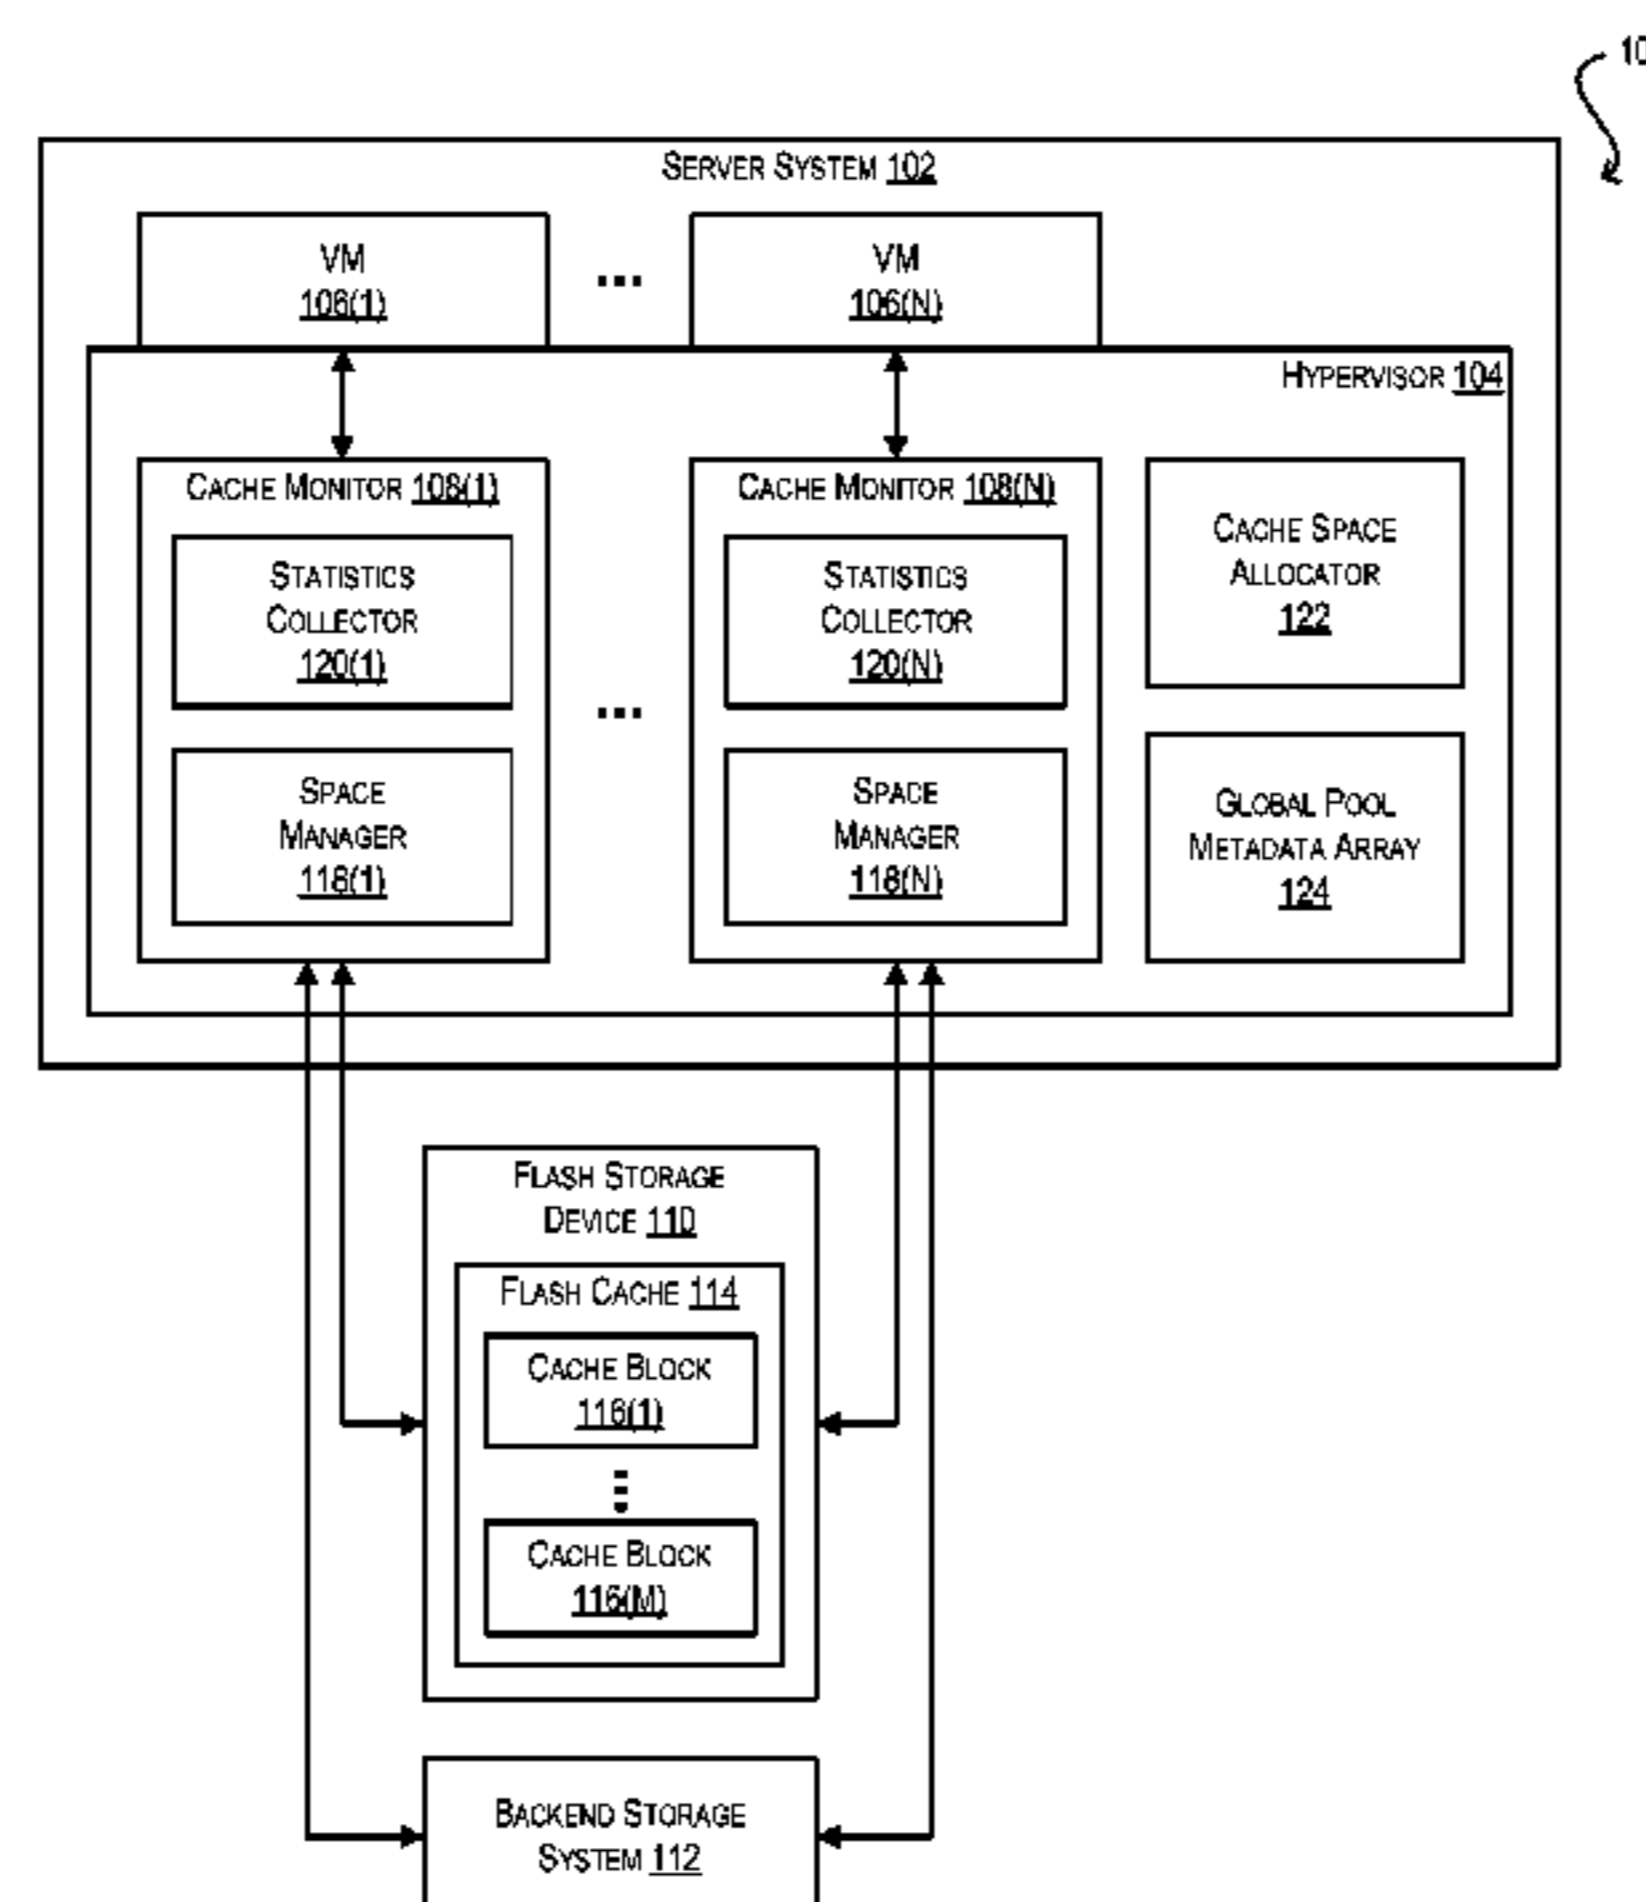 10
SERVER SYSTEM 102
VM
106(1)
...
VM
106(N)
HYPERVISOR 104
CACHE MONITOR 108(1)
STATISTICS
COLLECTOR
120(1)
SPACE
MANAGER
118(1)
...
CACHE MONITOR 108(N)
STATISTICS
COLLECTOR
120(N)
SPACE
MANAGER
118(N)
CACHE SPACE
ALLOCATOR
122
GLOBAL POOL
METADATA ARRAY
124
FLASH STORAGE
DEVICE 110
FLASH CACHE 114
CACHE BLOCK
116(1)
CACHE BLOCK
116(M)
BACKEND STORAGE
SYSTEM 112